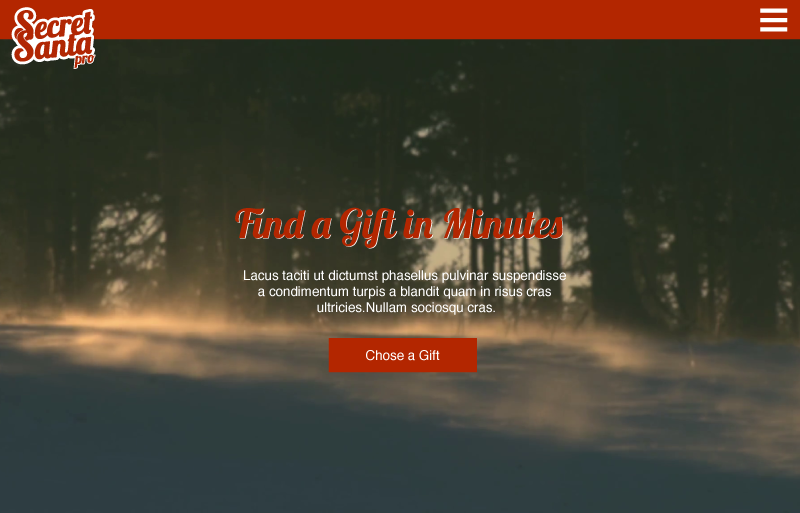 Secret
Santa
pro
Find a Gift in Minutes
Lacus taciti ut dictumst phasellus pulvinar suspendisse
a condimentum turpis a blandit quam in risus cras
ultricies.Nullam sociosqu cras.
Chose a Gift